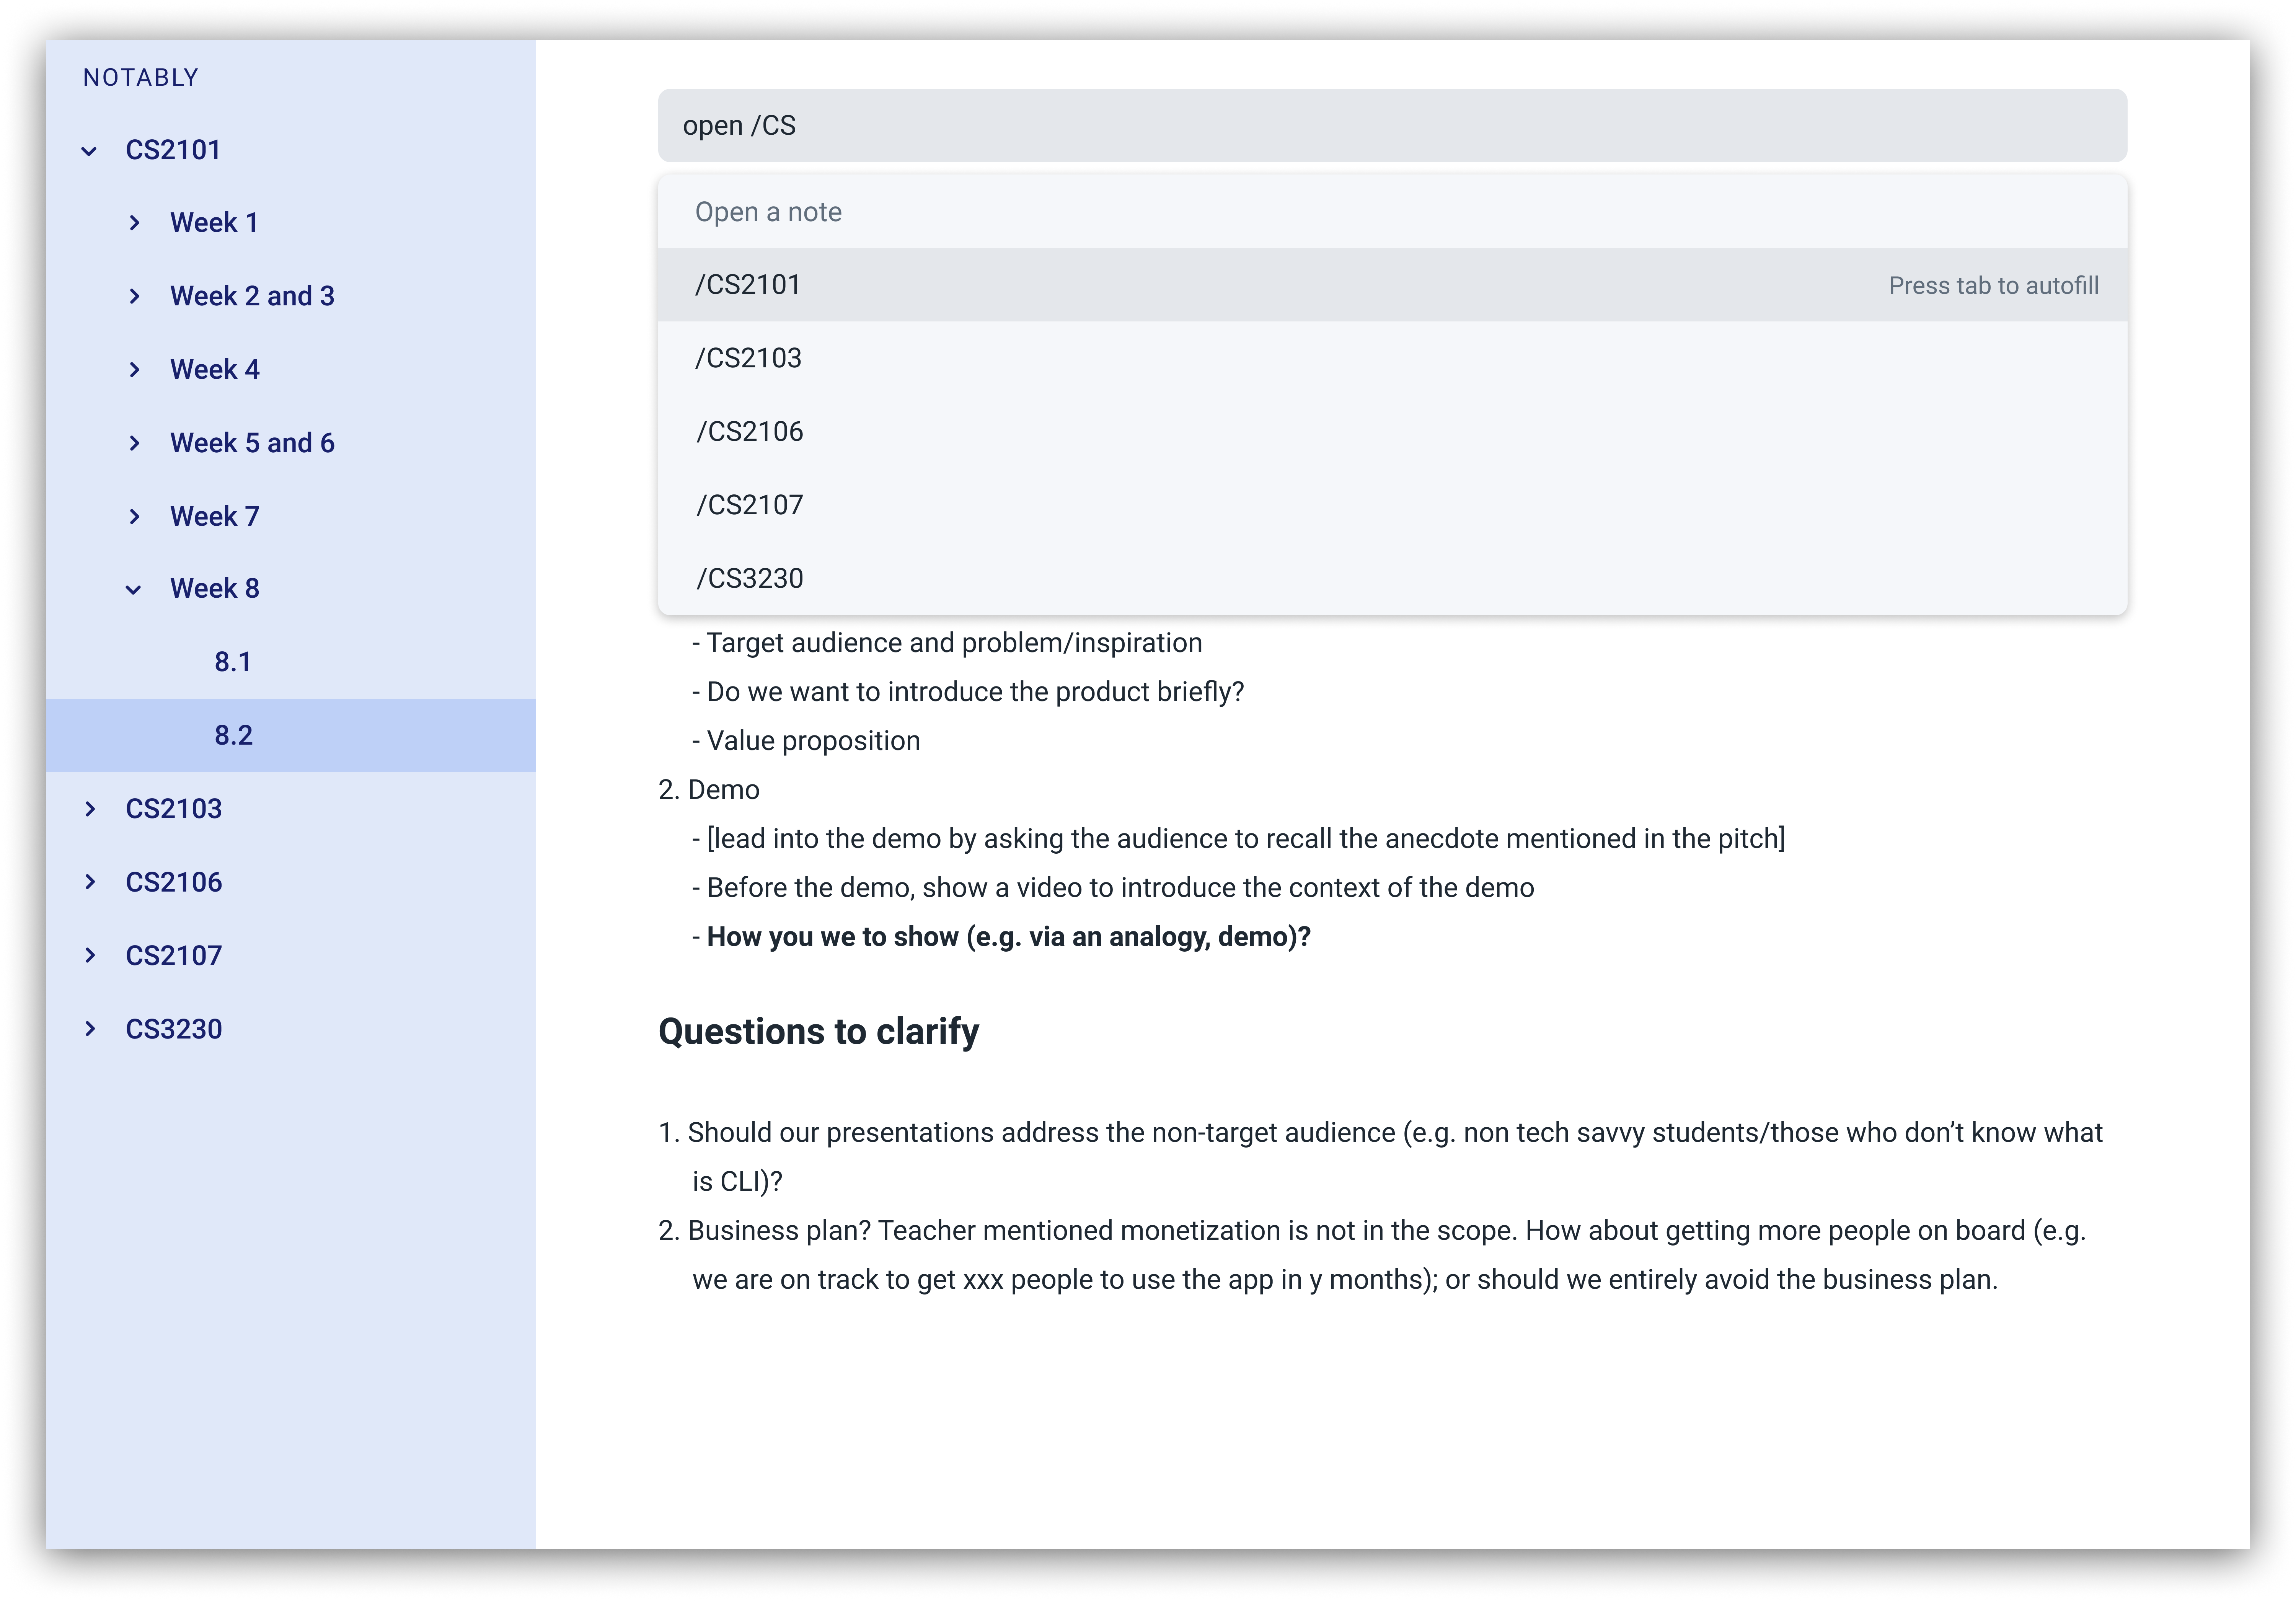 NOTABLY
CS2101
Week 1
Week 2 and 3
Week 4
Week 5 and 6
Week 7
Week 8
8.1
8.2
CS2103
CS2106
CS2107
CS3230
open /CS
Open a note
/CS2101 Press tab to autofill
/CS2103
/CS2106
/CS2107
/CS3230
- Target audience and problem/inspiration
- Do we want to introduce the product briefly?
- Value proposition
2. Demo
- [lead into the demo by asking the audience to recall the anecdote mentioned in the pitch]
- Before the demo, show a video to introduce the context of the demo
- How you we to show (e.g. via an analogy, demo)?
Questions to clarify
1. Should our presentations address the non-target audience (e.g. non tech savvy students/those who don’t know what
is CLI)?
2. Business plan? Teacher mentioned monetization is not in the scope. How about getting more people on board (e.g.
we are on track to get xxx people to use the app in y months); or should we entirely avoid the business plan.